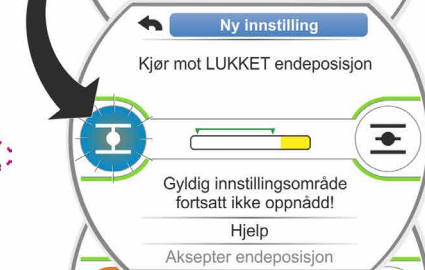 Ny innstilling
Kjør mot LUKKET endeposisjon
Gyldig innstillingsområde
fortsatt ikke oppnådd!
Hjelp
Aksepter endeposisjon